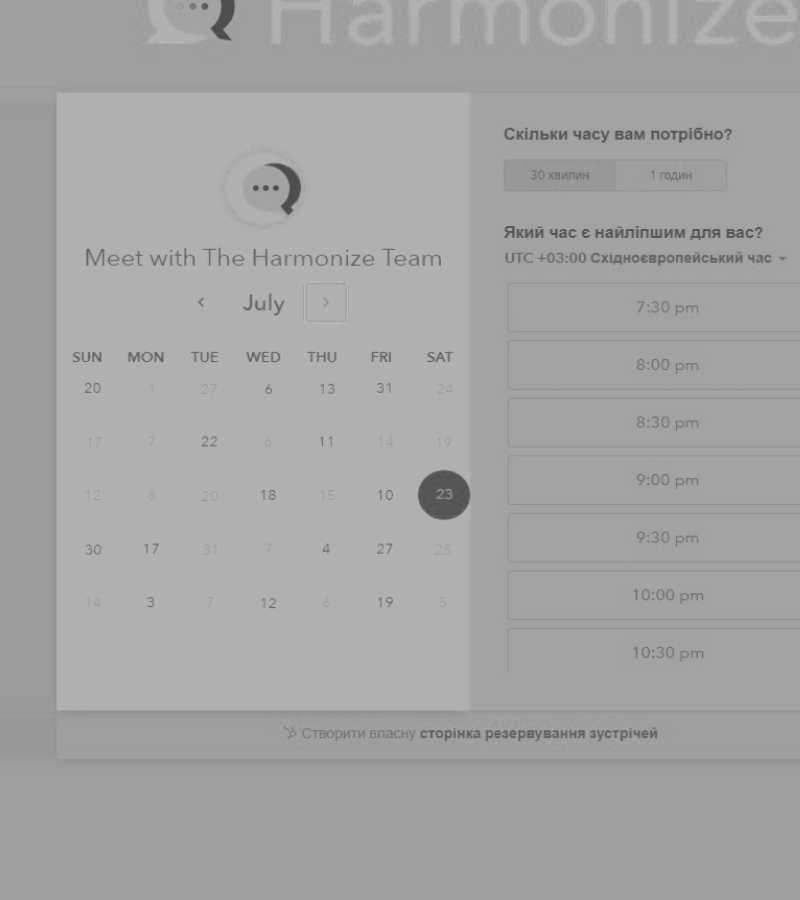 Harmonize
Meet with The Harmonize Team
July
SUN MON TUE WED THU FRI SAT
20 1 27 6 13 31 24
17 7 22 6 11 14 19
12 8 20 18 15 10 23
30 17 31 7 4 27 25
14 3 7 12 6 19 5
Скільки часу вам потрібно?
30 хвилин 1 годин
Який час є найліпшим для вас?
UTC +03:00 Східноєвропейський час
7:30 pm
8:00 pm
8:30 pm
9:00 pm
9:30 pm
10:00 pm
10:30 pm
Створити власну сторінка резервування зустрічей